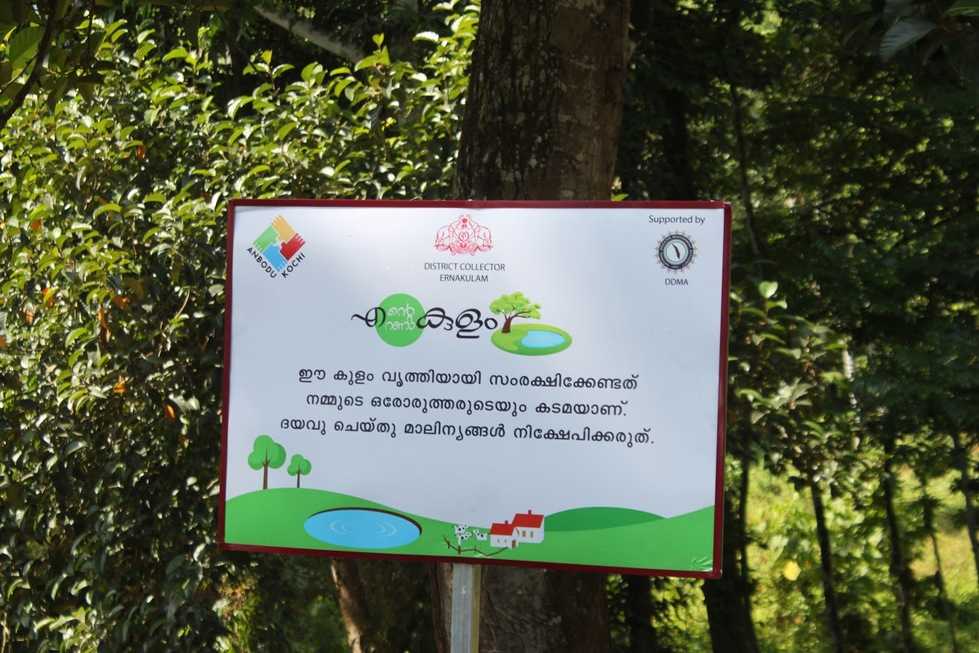 ANBODU KOCHI
DISTRICT COLLECTOR
ERNAKULAM
Supported by
DDMA
എന്റെ
കുളം
ഈ കുളം വൃത്തിയായി സംരക്ഷിക്കേണ്ടത്
നമ്മുടെ ഒരോരുത്തരുടെയും കടമയാണ്.
ദയവു ചെയ്തു മാലിന്യങ്ങൾ നിക്ഷേപിക്കരുത്.